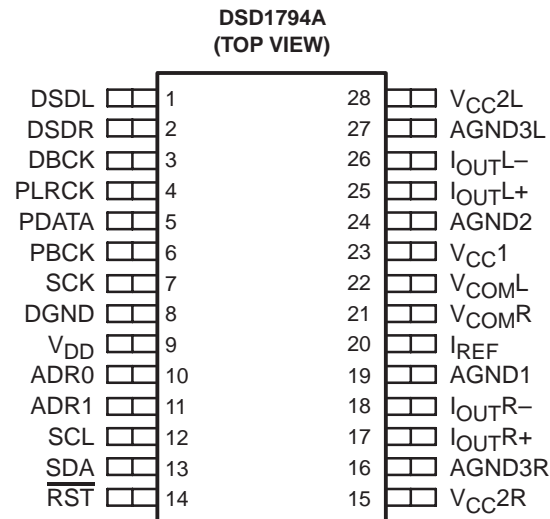 DSD1794A
(TOP VIEW)
DSDL 1 28 VCC2L
DSDR 2 27 AGND3L
DBCK 3 26 IOUTL–
PLRCK 4 25 IOUTL+
PDATA 5 24 AGND2
PBCK 6 23 VCC1
SCK 7 22 VCOML
DGND 8 21 VCOMR
VDD 9 20 IREF
ADR0 10 19 AGND1
ADR1 11 18 IOUTR–
SCL 12 17 IOUTR+
SDA 13 16 AGND3R
RST 14 15 VCC2R